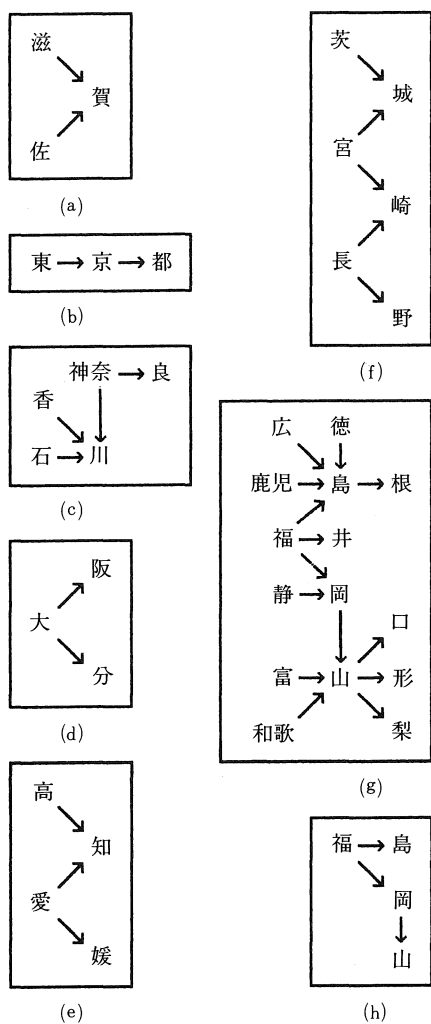 滋
賀
佐
(a)
東 → 京 → 都
(b)
神奈 → 良
香
石 → 川
(c)
阪
大
分
(d)
高
知
愛
媛
(e)
茨
城
宮
崎
長
野
(f)
広 徳
鹿児 → 島 → 根
福 → 井
静 → 岡
口
富 → 山 → 形
和歌 梨
(g)
福 → 島
岡
山
(h)